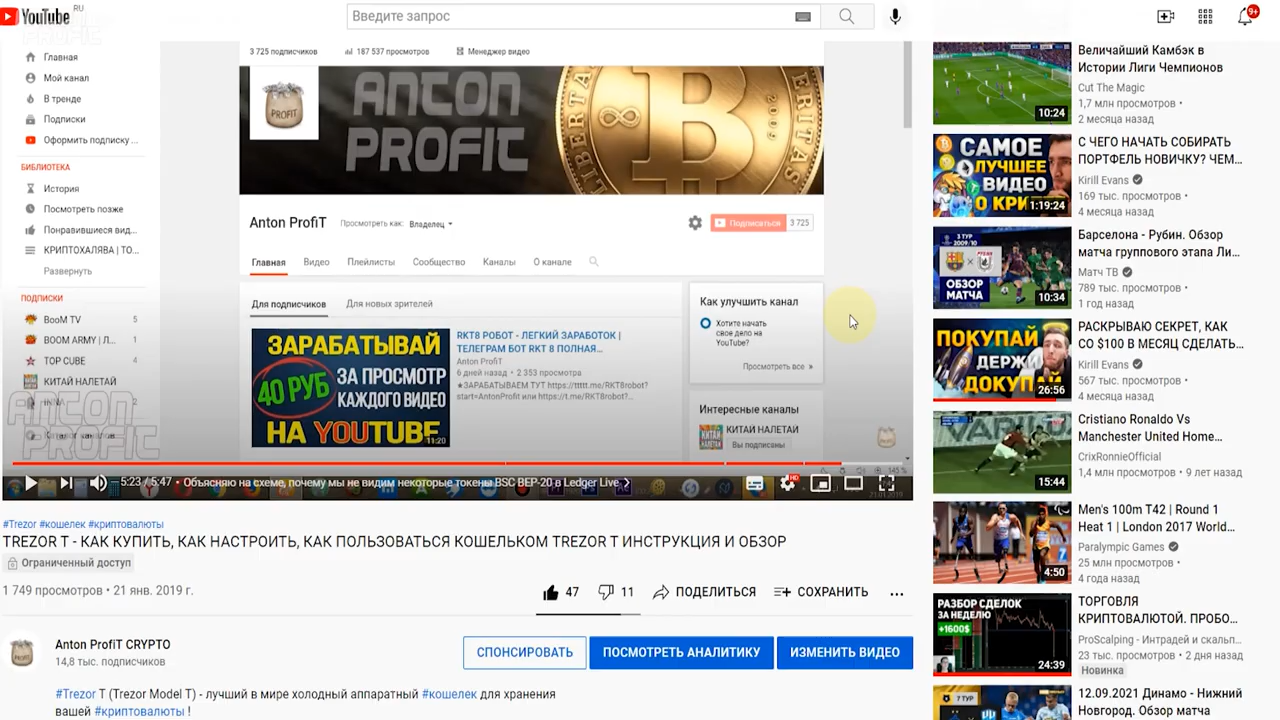 YouTube RU
Введите запрос
9+
Главная
Мой канал
В тренде
Подписки
Оформить подписку ...
БИБЛИОТЕКА
История
Посмотреть позже
Понравившиеся вид...
КРИПТОХАЛЯВА | ТО...
Развернуть
ПОДПИСКИ
BooM TV 5
BOOM ARMY | Л... 1
TOP CUBE
КИТАЙ НАЛЕТАЙ
2
ANTON
PROFIT
3 725 подписчиков 187 537 просмотров Менеджер видео
PROFIT
ANTON
PROFIT
LIBERTA
2009
ERITAS
Anton ProfiT Просмотреть как: Владелец
Подписаться 3 725
Главная Видео Плейлисты Сообщество Каналы О канале
Для подписчиков Для новых зрителей
ЗАРАБАТЫВАЙ
40 РУБ ЗА ПРОСМОТР
КАЖДОГО ВИДЕО
НА YOUTUBE
11:20
RKT8 РОБОТ - ЛЕГКИЙ ЗАРАБОТОК |
ТЕЛЕГРАМ БОТ RKT 8 ПОЛНАЯ...
Anton ProfiT
6 дней назад • 2 353 просмотра
★ЗАРАБАТЫВАЕМ ТУТ https://ttttt.me/RKT8robot?
start=AntonProfit или https://t.me/RKT8robot?...
Как улучшить канал
Хотите начать
свое дело на
YouTube?
Просмотреть все »
Интересные каналы
КИТАЙ НАЛЕТАЙ
Вы подписаны
145 %
5:23 / 5:47 • Объясняю на схеме, почему мы не видим некоторые токены BSC BEP-20 в Ledger Live >
HD
21.01.2019
#Trezor #кошелек #криптовалюты
TREZOR T - КАК КУПИТЬ, КАК НАСТРОИТЬ, КАК ПОЛЬЗОВАТЬСЯ КОШЕЛЬКОМ TREZOR T ИНСТРУКЦИЯ И ОБЗОР
Ограниченный доступ
1 749 просмотров • 21 янв. 2019 г.
47 11 ПОДЕЛИТЬСЯ СОХРАНИТЬ ...
Anton ProfiT CRYPTO
14,8 тыс. подписчиков
СПОНСИРОВАТЬ ПОСМОТРЕТЬ АНАЛИТИКУ ИЗМЕНИТЬ ВИДЕО
#Trezor T (Trezor Model T) - лучший в мире холодный аппаратный #кошелек для хранения
вашей #криптовалюты !
10:24
Величайший Камбэк в
Истории Лиги Чемпионов
Cut The Magic
1,7 млн просмотров •
2 месяца назад
САМОЕ
ЛУЧШЕЕ
ВИДЕО
О КРИ
1:19:24
С ЧЕГО НАЧАТЬ СОБИРАТЬ
ПОРТФЕЛЬ НОВИЧКУ? ЧЕМ...
Kirill Evans
169 тыс. просмотров •
4 месяца назад
3 ТУР
2009/10
ОБЗОР
МАТЧА
10:34
Барселона - Рубин. Обзор
матча группового этапа Ли...
Матч ТВ
789 тыс. просмотров •
1 год назад
ПОКУПАЙ
ДЕРЖИ
ДОКУПАЙ
26:56
РАСКРЫВАЮ СЕКРЕТ, КАК
СО $100 В МЕСЯЦ СДЕЛАТЬ...
Kirill Evans
567 тыс. просмотров •
4 месяца назад
15:44
Cristiano Ronaldo Vs
Manchester United Home...
CrixRonnieOfficial
1,4 млн просмотров • 9 лет назад
4:50
Men's 100m T42 | Round 1
Heat 1 | London 2017 World...
Paralympic Games
25 млн просмотров •
4 года назад
РАЗБОР СДЕЛОК
ЗА НЕДЕЛЮ
+1600$
24:39
ТОРГОВЛЯ
КРИПТОВАЛЮТОЙ. ПРОБО...
ProScalping - Интрадей и скальп...
23 тыс. просмотров • 2 дня назад
Новинка
7 ТУР
12.09.2021 Динамо - Нижний
Новгород. Обзор матча